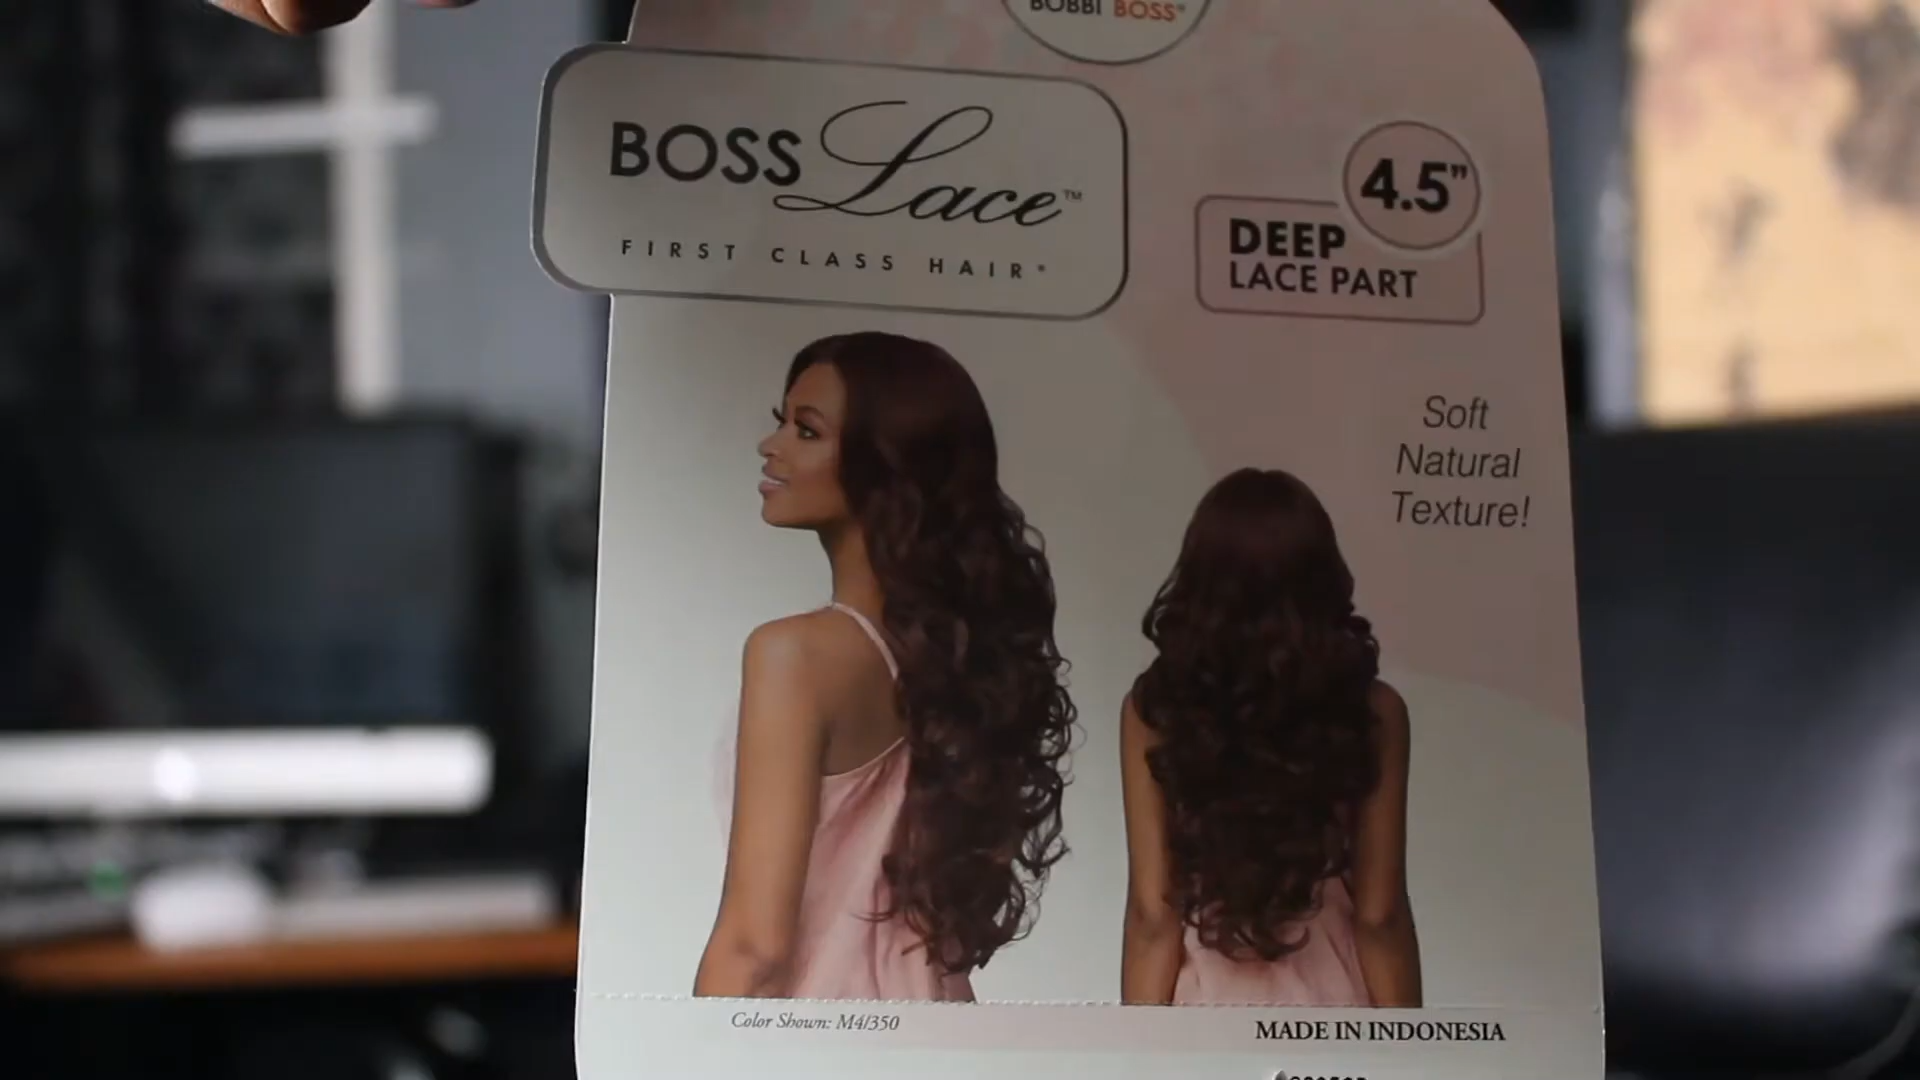 BOBBI BOSS®
BOSS Lace™
FIRST CLASS HAIR®
4.5"
DEEP
LACE PART
Soft
Natural
Texture!
Color Shown: M4/350
MADE IN INDONESIA